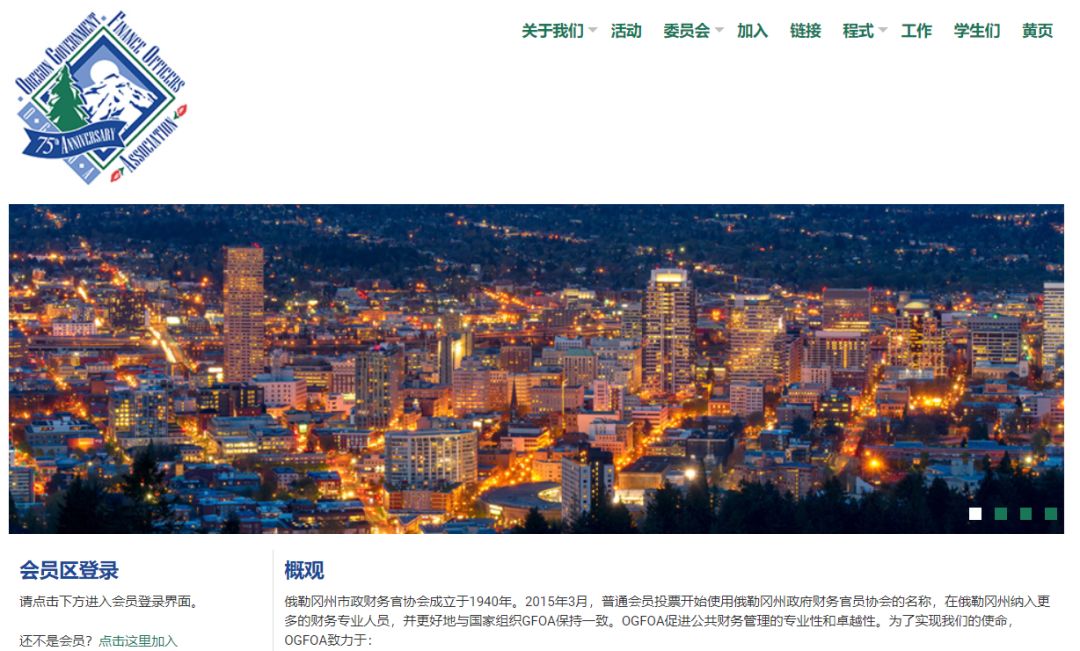 OREGON GOVERNMENT FINANCE OFFICERS
ASSOCIATION
75th ANNIVERSARY
关于我们 活动 委员会 加入 链接 程式 工作 学生们 黄页
会员区登录
请点击下方进入会员登录界面。
还不是会员？点击这里加入
概观
俄勒冈州市政财务官协会成立于1940年。2015年3月，普通会员投票开始使用俄勒冈州政府财务官员协会的名称，在俄勒冈州纳入更
多的财务专业人员，并更好地与国家组织GFOA保持一致。OGFOA促进公共财务管理的专业性和卓越性。为了实现我们的使命，
OGFOA致力于：